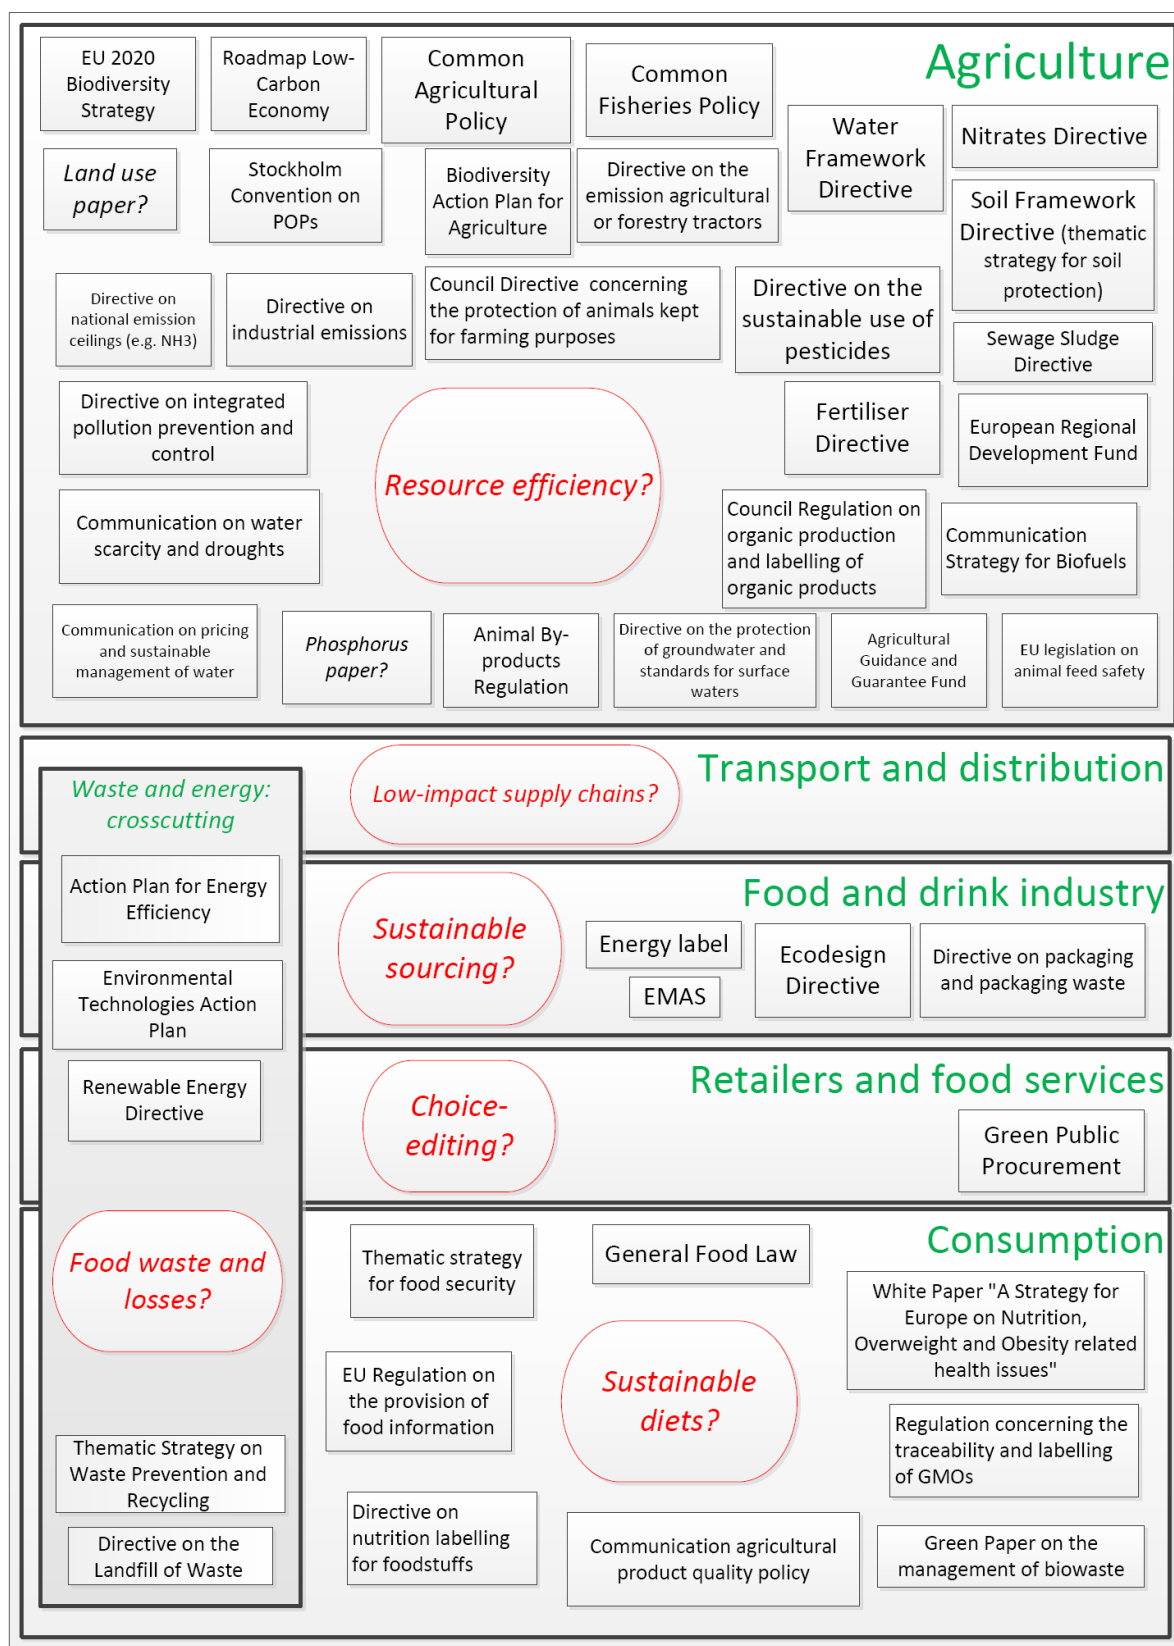 Agriculture
EU 2020
Biodiversity
Strategy
Roadmap Low-
Carbon
Economy
Common
Agricultural
Policy
Common
Fisheries Policy
Water
Framework
Directive
Nitrates Directive
Land use
paper?
Stockholm
Convention on
POPs
Biodiversity
Action Plan for
Agriculture
Directive on the
emission agricultural
or forestry tractors
Soil Framework
Directive (thematic
strategy for soil
protection)
Directive on
national emission
ceilings (e.g. NH3)
Directive on
industrial emissions
Council Directive concerning
the protection of animals kept
for farming purposes
Directive on the
sustainable use of
pesticides
Sewage Sludge
Directive
Directive on integrated
pollution prevention and
control
Resource efficiency?
Fertiliser
Directive
European Regional
Development Fund
Communication on water
scarcity and droughts
Council Regulation on
organic production
and labelling of
organic products
Communication
Strategy for Biofuels
Communication on pricing
and sustainable
management of water
Phosphorus
paper?
Animal By-
products
Regulation
Directive on the protection
of groundwater and
standards for surface
waters
Agricultural
Guidance and
Guarantee Fund
EU legislation on
animal feed safety
Transport and distribution
Low-impact supply chains?
Waste and energy:
crosscutting
Action Plan for Energy
Efficiency
Environmental
Technologies Action
Plan
Renewable Energy
Directive
Food waste and
losses?
Thematic Strategy on
Waste Prevention and
Recycling
Directive on the
Landfill of Waste
Food and drink industry
Sustainable
sourcing?
Energy label
EMAS
Ecodesign
Directive
Directive on packaging
and packaging waste
Retailers and food services
Choice-
editing?
Green Public
Procurement
Consumption
Thematic strategy
for food security
General Food Law
White Paper "A Strategy for
Europe on Nutrition,
Overweight and Obesity related
health issues"
EU Regulation on
the provision of
food information
Sustainable
diets?
Regulation concerning the
traceability and labelling
of GMOs
Directive on
nutrition labelling
for foodstuffs
Communication agricultural
product quality policy
Green Paper on the
management of biowaste